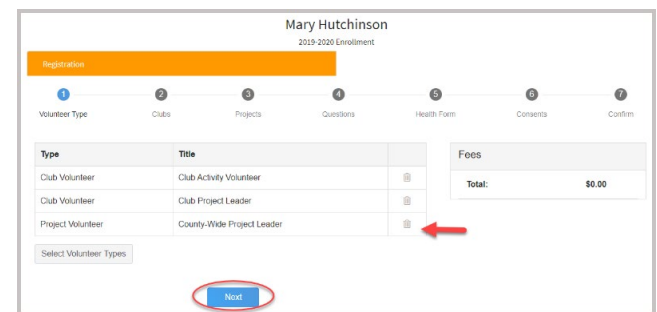 Mary Hutchinson
2019-2020 Enrollment
Registration
1 2 3 4 5 6 7
Volunteer Type Clubs Projects Questions Health Form Consents Confirm
Type Title
Club Volunteer Club Activity Volunteer
Club Volunteer Club Project Leader
Project Volunteer County-Wide Project Leader
Select Volunteer Types
Fees
Total: $0.00
Next